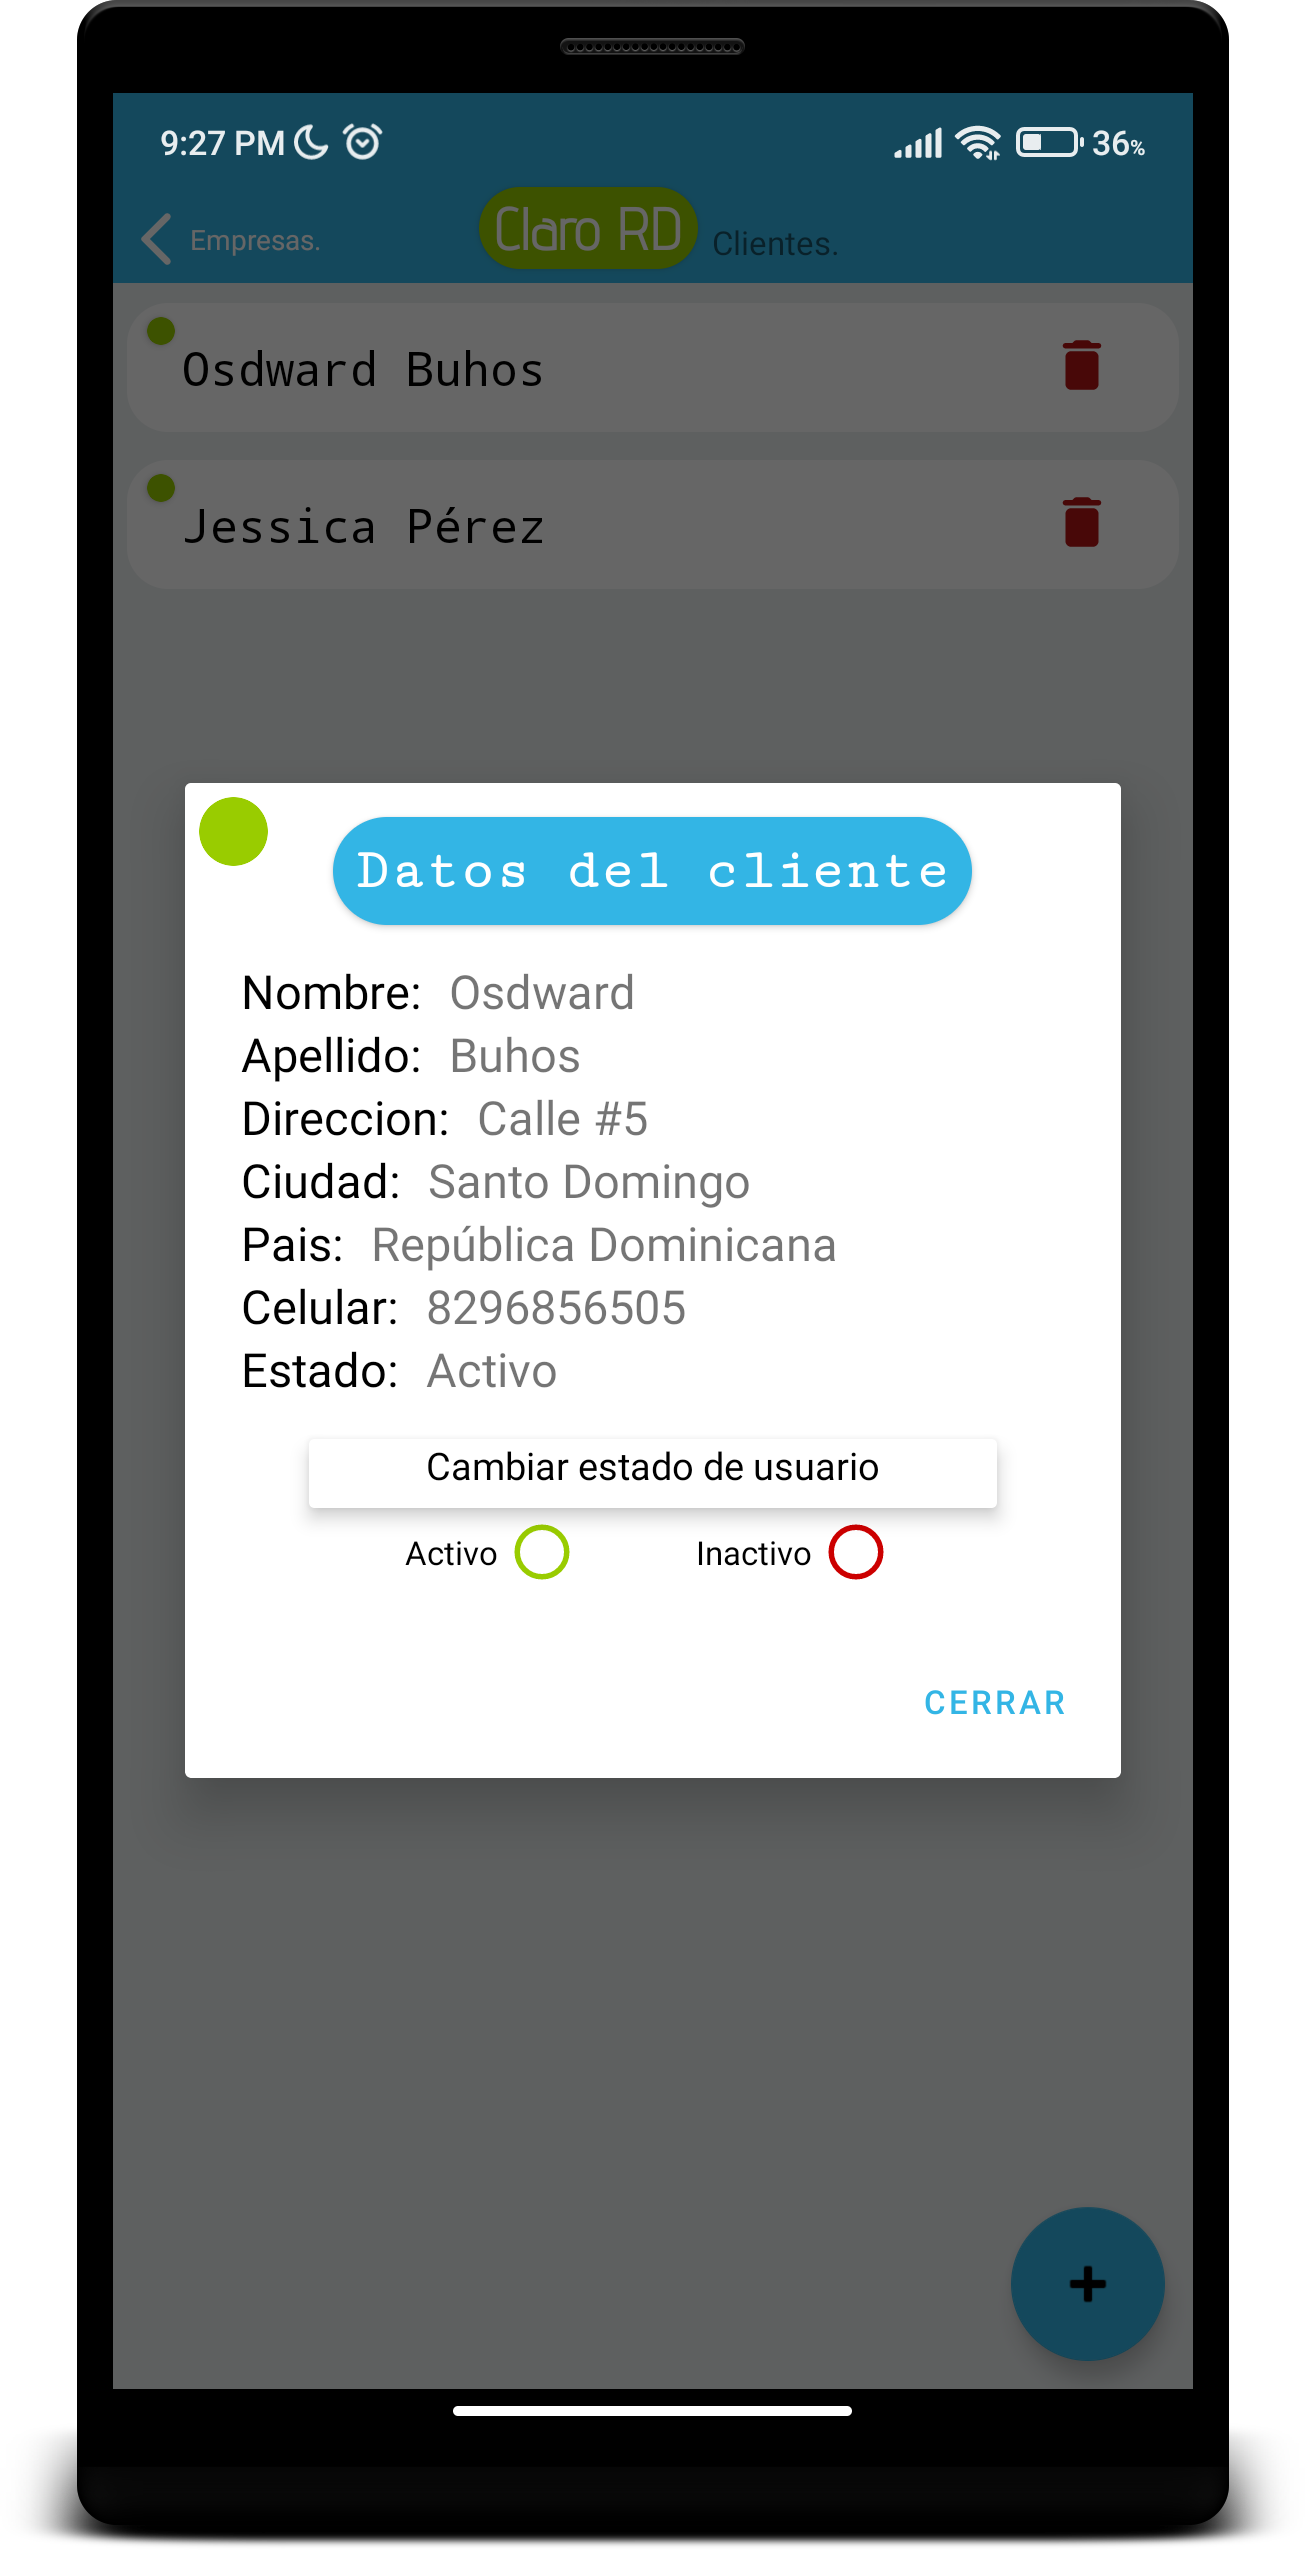 9:27 PM 36%
Empresas. Claro RD Clientes.
Osdward Buhos
Jessica Pérez
Datos del cliente
Nombre: Osdward
Apellido: Buhos
Direccion: Calle #5
Ciudad: Santo Domingo
Pais: República Dominicana
Celular: 8296856505
Estado: Activo
Cambiar estado de usuario
Activo Inactivo
CERRAR